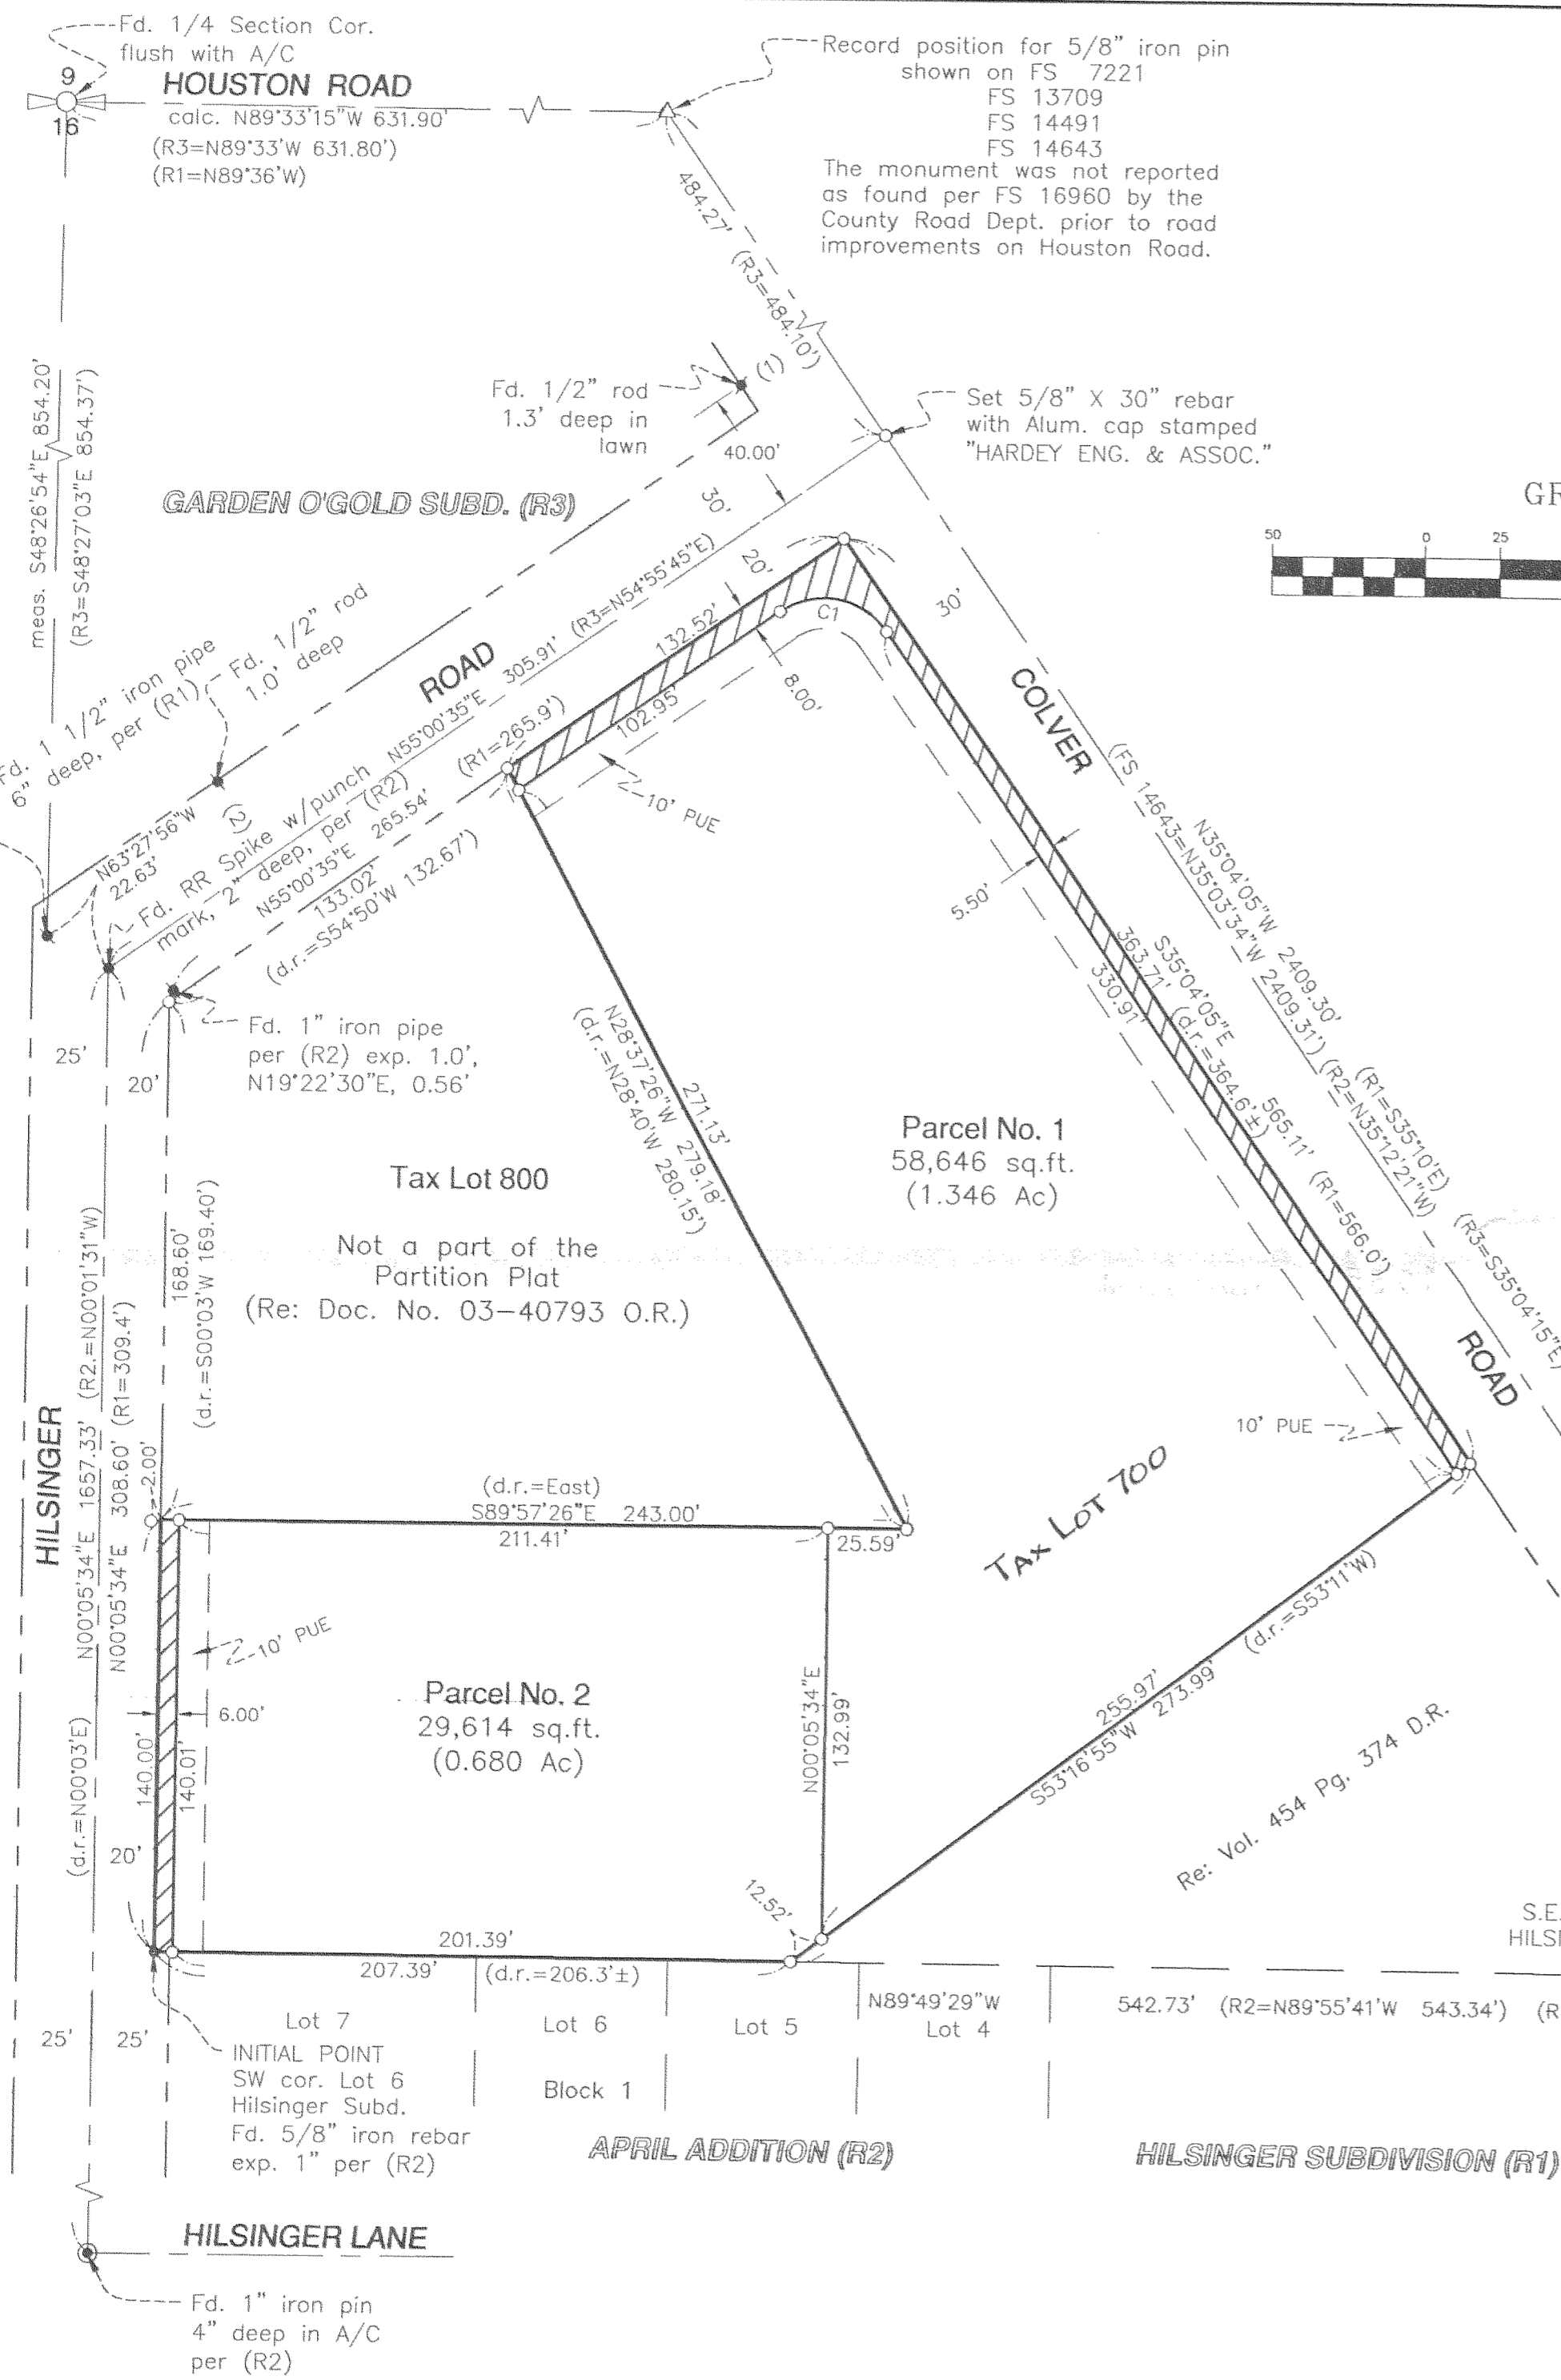 Fd. 1/4 Section Cor.
flush with A/C
9
16
HOUSTON ROAD
calc. N89°33'15"W 631.90'
(R3=N89°33'W 631.80')
(R1=N89°36'W)
Record position for 5/8" iron pin
shown on FS 7221
FS 13709
FS 14491
FS 14643
The monument was not reported
as found per FS 16960 by the
County Road Dept. prior to road
improvements on Houston Road.
484.27' (R3=484.10')
meas. S48°26'54"E 854.20'
(R3=S48°27'03"E 854.37')
Fd. 1/2" rod
1.3' deep in
lawn
(1)
40.00'
Set 5/8" X 30" rebar
with Alum. cap stamped
"HARDEY ENG. & ASSOC."
GARDEN O'GOLD SUBD. (R3)
50
0
25
30'
20'
30'
Fd. 1 1/2" iron pipe
6" deep, per (R1)
Fd. 1/2" rod
1.0' deep
ROAD
N55°00'35"E 305.91' (R3=N54°55'45"E)
132.52'
C1
102.95'
8.00'
10' PUE
(R1=265.9')
(2)
N63°27'56"W
22.63'
Fd. RR Spike w/punch
mark, 2" deep, per (R2)
N55°00'35"E 265.54'
133.02'
(d.r.=S54°50'W 132.67')
COLVER
(FS 14643=N35°03'34"W 2409.31')
N35°04'05"W 2409.30'
(R2=N35°12'21"W)
(R1=S35°10'E)
(R3=S35°04'15"E)
5.50'
S35°04'05"E 565.11' (R1=566.0')
363.71' (d.r.=364.6'±)
330.91'
Fd. 1" iron pipe
per (R2) exp. 1.0',
N19°22'30"E, 0.56'
25'
20'
271.13'
N28°37'26"W 279.18'
(d.r.=N28°40'W 280.15')
Parcel No. 1
58,646 sq.ft.
(1.346 Ac)
Tax Lot 800
Not a part of the
Partition Plat
(Re: Doc. No. 03-40793 O.R.)
168.60'
(d.r.=S00°03'W 169.40')
HILSINGER
N00°05'34"E 1657.33' (R2.=N00°01'31"W)
N00°05'34"E 308.60' (R1=309.4')
(d.r.=N00°03'E)
2.00'
ROAD
10' PUE
(d.r.=East)
S89°57'26"E 243.00'
211.41'
25.59'
TAX LOT 700
10' PUE
Parcel No. 2
29,614 sq.ft.
(0.680 Ac)
6.00'
140.00'
140.01'
20'
N00°05'34"E
132.99'
255.97'
S53°16'55"W 273.99'
(d.r.=S53°11'W)
Re: Vol. 454 Pg. 374 D.R.
12.52'
201.39'
207.39'
(d.r.=206.3'±)
N89°49'29"W
542.73' (R2=N89°55'41'W 543.34') (R
S.E.
Lot 7
Lot 6
Lot 5
Lot 4
Block 1
25'
25'
INITIAL POINT
SW cor. Lot 6
Hilsinger Subd.
Fd. 5/8" iron rebar
exp. 1" per (R2)
APRIL ADDITION (R2)
HILSINGER SUBDIVISION (R1)
HILSINGER LANE
Fd. 1" iron pin
4" deep in A/C
per (R2)